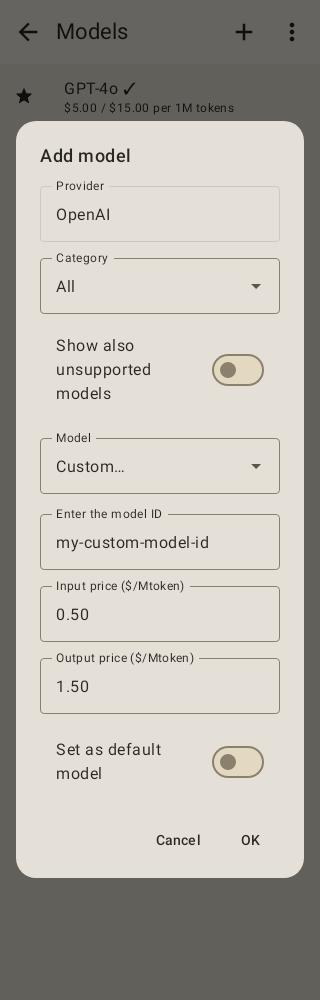 Models
GPT-4o ✓
$5.00 / $15.00 per 1M tokens
Add model
Provider
OpenAI
Category
All
Show also
unsupported
models
Model
Custom…
Enter the model ID
my-custom-model-id
Input price ($/Mtoken)
0.50
Output price ($/Mtoken)
1.50
Set as default
model
Cancel
OK